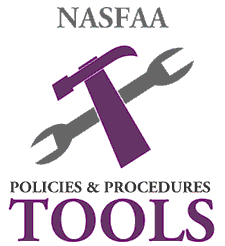 NASFAA
POLICIES & PROCEDURES
TOOLS